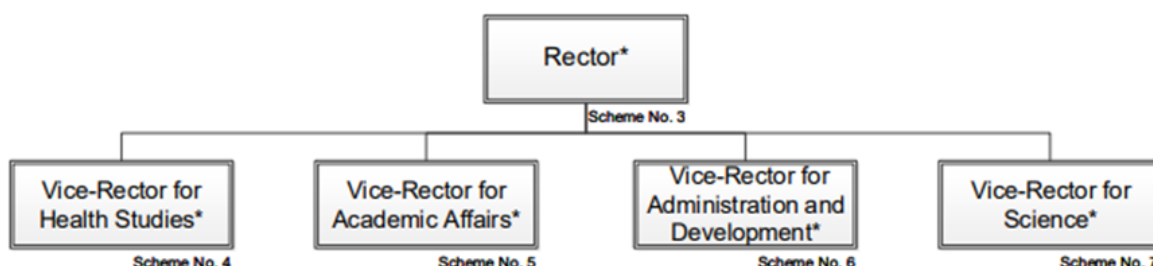 Rector*
Scheme No. 3
Vice-Rector for
Health Studies*
Scheme No. 4
Vice-Rector for
Academic Affairs*
Scheme No. 5
Vice-Rector for
Administration and
Development*
Scheme No. 6
Vice-Rector for
Science*
Scheme No. 7